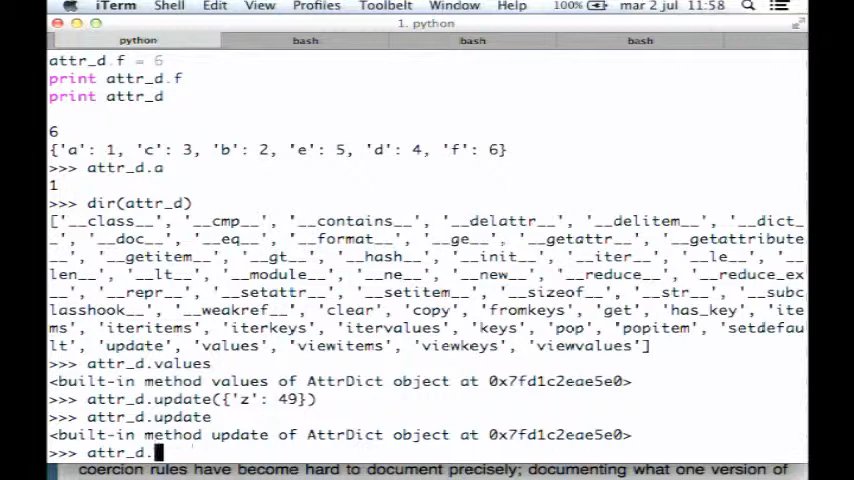 iTerm Shell Edit View Profiles Toolbelt Window Help 100% mar 2 jul 11:58
1. python
python bash bash bash
attr_d.f = 6
print attr_d.f
print attr_d
6
{'a': 1, 'c': 3, 'b': 2, 'e': 5, 'd': 4, 'f': 6}
>>> attr_d.a
1
>>> dir(attr_d)
['__class__', '__cmp__', '__contains__', '__delattr__', '__delitem__', '__dict_
_', '__doc__', '__eq__', '__format__', '__ge__', '__getattr__', '__getattribute
__', '__getitem__', '__gt__', '__hash__', '__init__', '__iter__', '__le__', '__
len__', '__lt__', '__module__', '__ne__', '__new__', '__reduce__', '__reduce_ex
__', '__repr__', '__setattr__', '__setitem__', '__sizeof__', '__str__', '__subc
lasshook__', '__weakref__', 'clear', 'copy', 'fromkeys', 'get', 'has_key', 'ite
ms', 'iteritems', 'iterkeys', 'itervalues', 'keys', 'pop', 'popitem', 'setdefau
lt', 'update', 'values', 'viewitems', 'viewkeys', 'viewvalues']
>>> attr_d.values
<built-in method values of AttrDict object at 0x7fd1c2eae5e0>
>>> attr_d.update({'z': 49})
>>> attr_d.update
<built-in method update of AttrDict object at 0x7fd1c2eae5e0>
>>> attr_d.
coercion rules have become hard to document precisely; documenting what one version of